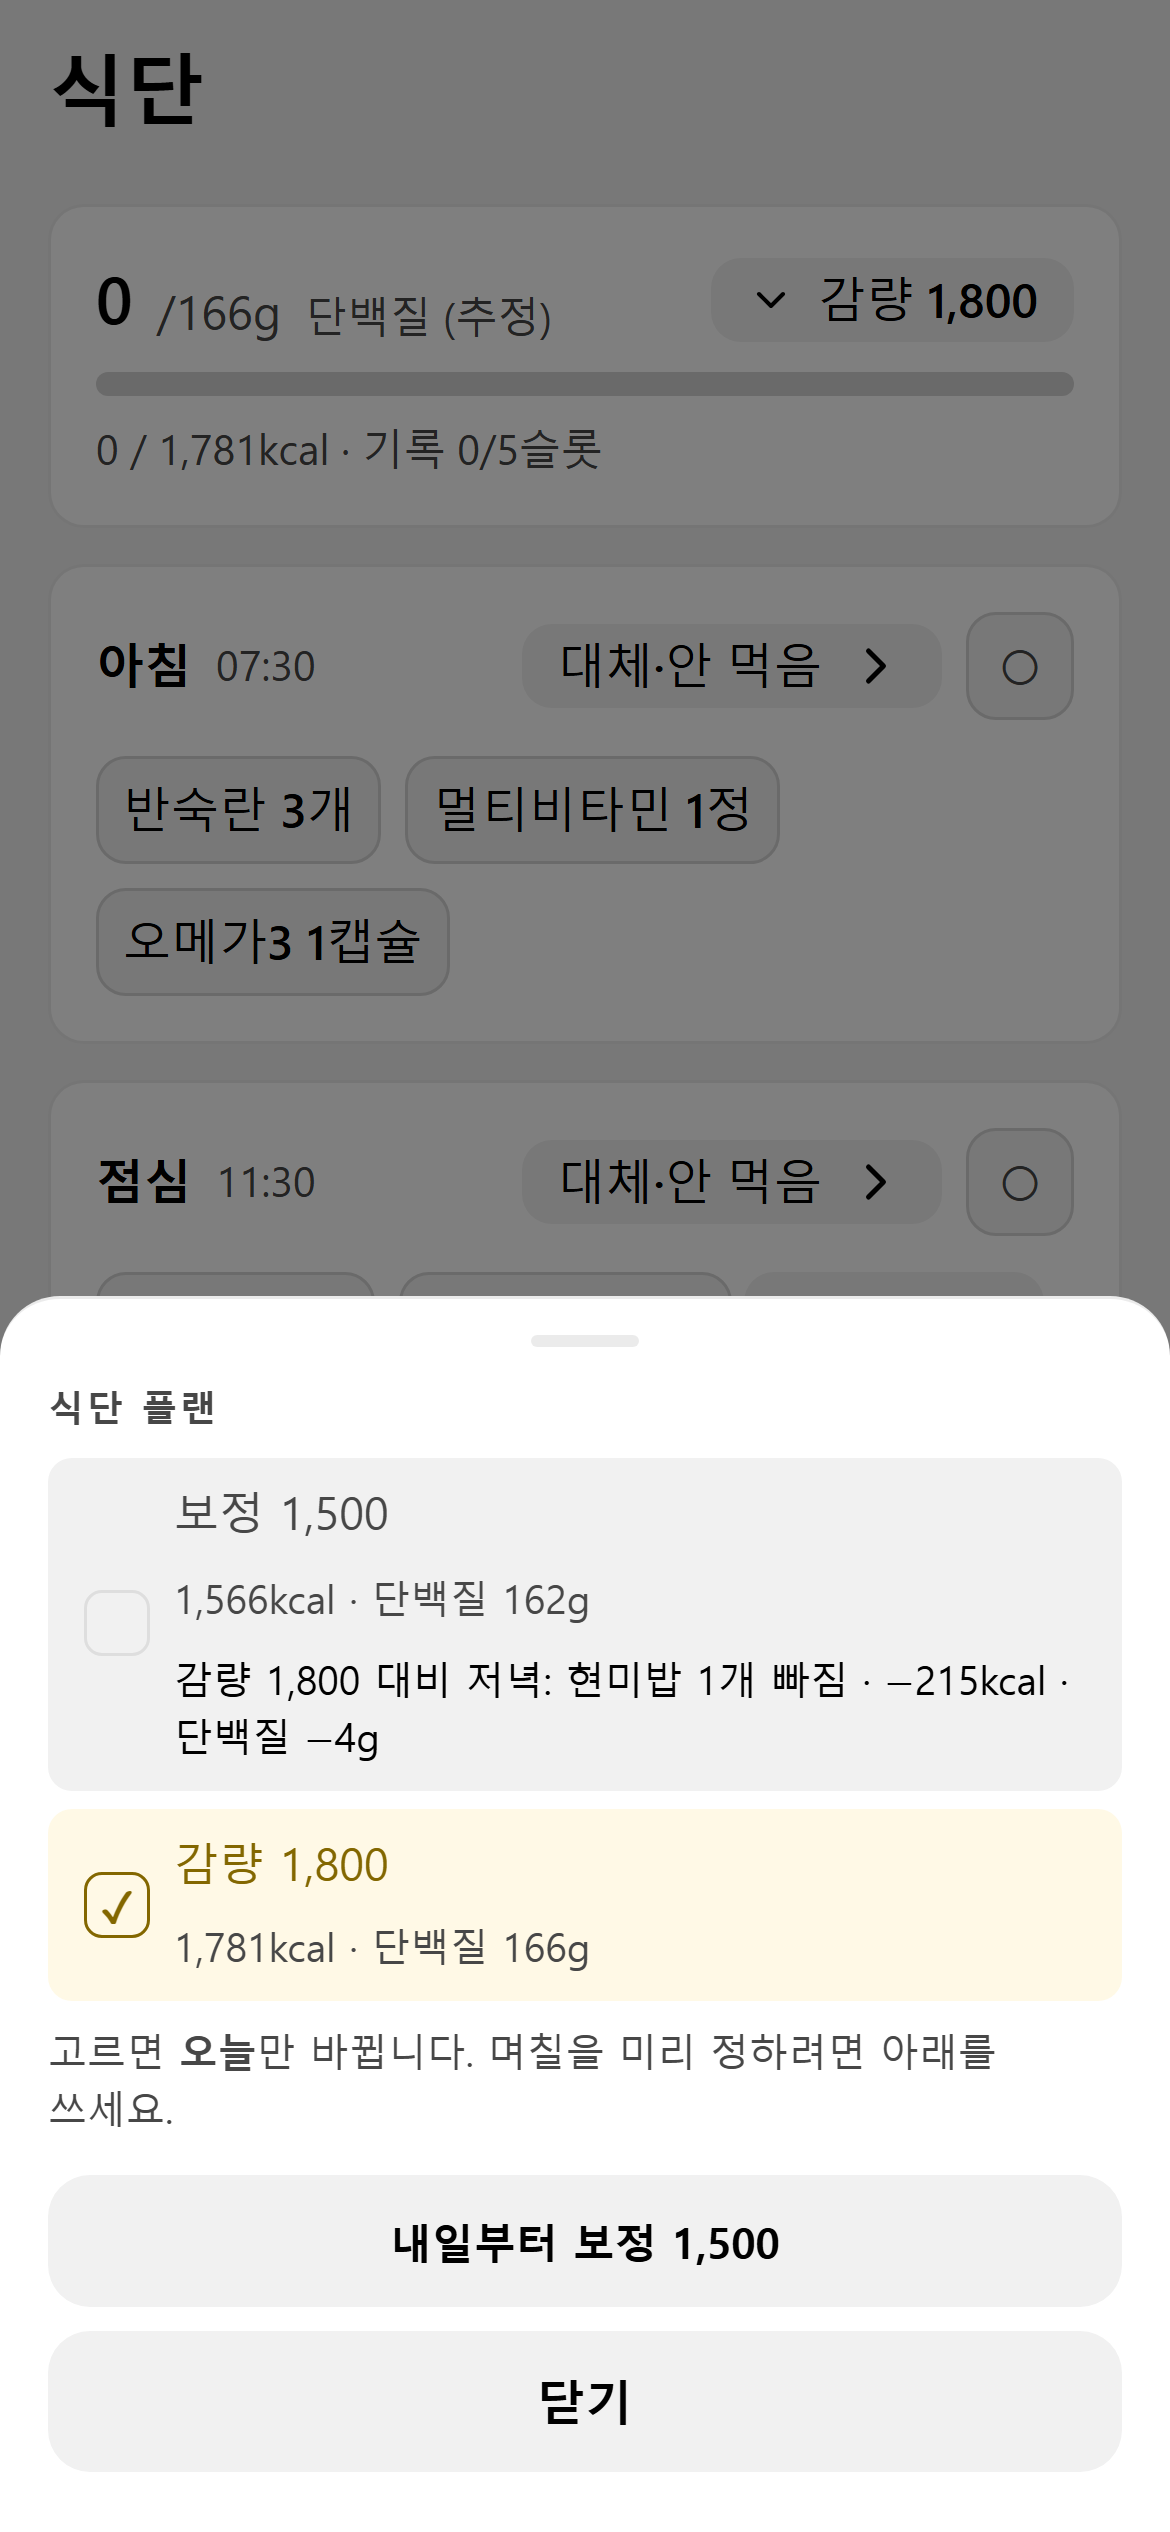 식단
0 /166g 단백질 (추정) 감량 1,800
0 / 1,781kcal · 기록 0/5슬롯
아침 07:30 대체·안 먹음
반숙란 3개 멀티비타민 1정
오메가3 1캡슐
점심 11:30 대체·안 먹음
식단 플랜
보정 1,500
1,566kcal · 단백질 162g
감량 1,800 대비 저녁: 현미밥 1개 빠짐 · −215kcal ·
단백질 −4g
감량 1,800
1,781kcal · 단백질 166g
고르면 오늘만 바뀝니다. 며칠을 미리 정하려면 아래를
쓰세요.
내일부터 보정 1,500
닫기